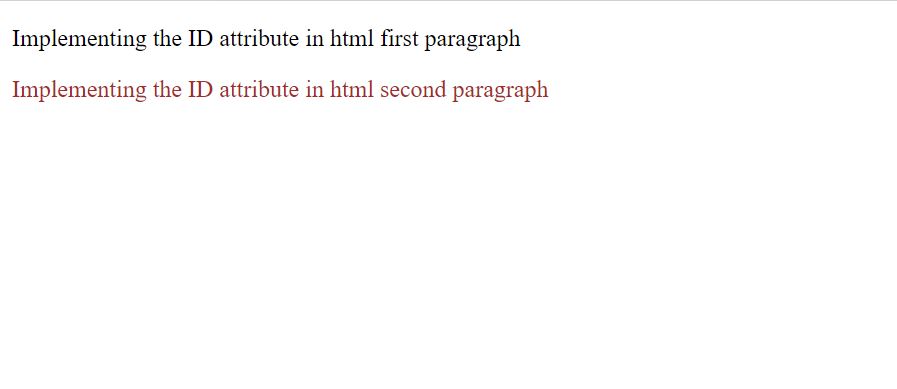 Implementing the ID attribute in html first paragraph
Implementing the ID attribute in html second paragraph